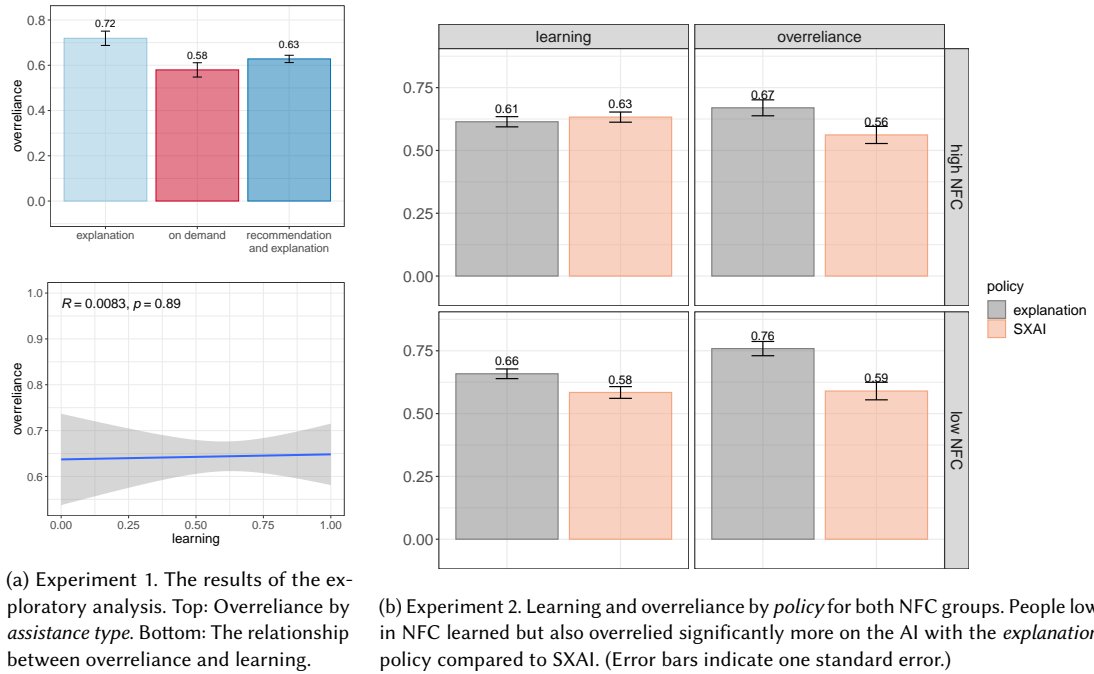 0.8
0.6
0.4
0.2
0.0
overreliance
0.72
0.58
0.63
explanation
on demand
recommendation
and explanation
R = 0.0083, p = 0.89
1.0
0.9
0.8
0.7
0.6
overreliance
0.00
0.25
0.50
0.75
1.00
learning
(a) Experiment 1. The results of the ex-
ploratory analysis. Top: Overreliance by
assistance type. Bottom: The relationship
between overreliance and learning.
learning
overreliance
0.75
0.50
0.25
0.00
0.61
0.63
0.67
0.56
high NFC
0.75
0.50
0.25
0.00
0.66
0.58
0.76
0.59
low NFC
policy
explanation
SXAI
(b) Experiment 2. Learning and overreliance by policy for both NFC groups. People low
in NFC learned but also overrelied significantly more on the AI with the explanation
policy compared to SXAI. (Error bars indicate one standard error.)